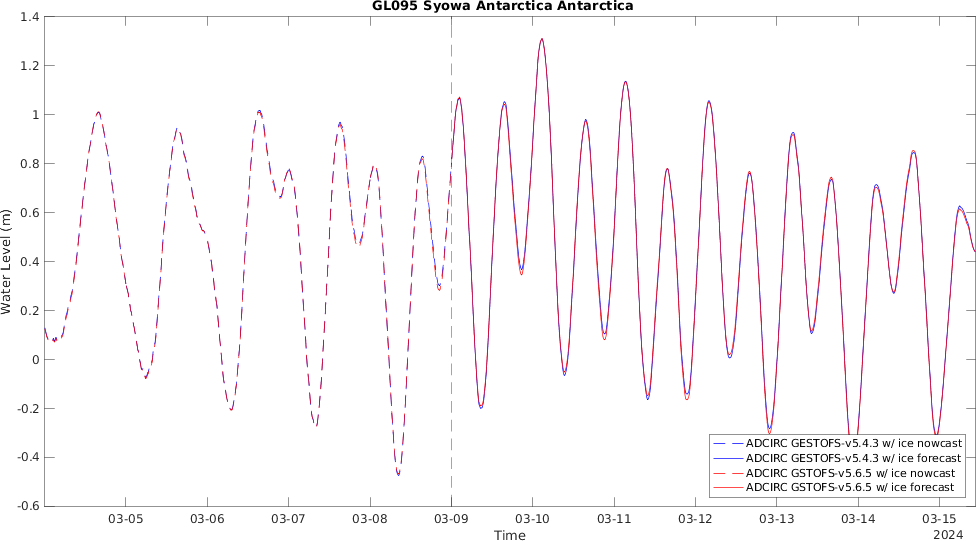 GL095 Syowa Antarctica Antarctica
1.4
1.2
1
0.8
0.6
0.4
0.2
0
-0.2
-0.4
-0.6
Water Level (m)
03-05 03-06 03-07 03-08 03-09 03-10 03-11 03-12 03-13 03-14 03-15
Time
2024
ADCIRC GESTOFS-v5.4.3 w/ ice nowcast
ADCIRC GESTOFS-v5.4.3 w/ ice forecast
ADCIRC GSTOFS-v5.6.5 w/ ice nowcast
ADCIRC GSTOFS-v5.6.5 w/ ice forecast